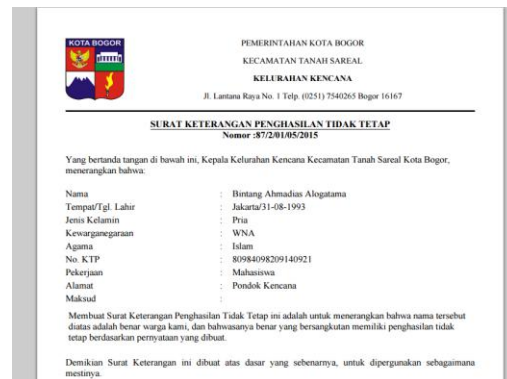 KOTA BOGOR
PEMERINTAHAN KOTA BOGOR
KECAMATAN TANAH SAREAL
KELURAHAN KENCANA
Jl. Lantana Raya No. 1 Telp. (0251) 7540265 Bogor 16167
SURAT KETERANGAN PENGHASILAN TIDAK TETAP
Nomor :87/2/01/05/2015
Yang bertanda tangan di bawah ini, Kepala Kelurahan Kencana Kecamatan Tanah Sareal Kota Bogor,
menerangkan bahwa:
Nama : Bintang Ahmadias Alogatama
Tempat/Tgl. Lahir : Jakarta/31-08-1993
Jenis Kelamin : Pria
Kewarganegaraan : WNA
Agama : Islam
No. KTP : 80984098209140921
Pekerjaan : Mahasiswa
Alamat : Pondok Kencana
Maksud :
Membuat Surat Keterangan Penghasilan Tidak Tetap ini adalah untuk menerangkan bahwa nama tersebut
diatas adalah benar warga kami, dan bahwasanya benar yang bersangkutan memiliki penghasilan tidak
tetap berdasarkan pernyataan yang dibuat.
Demikian Surat Keterangan ini dibuat atas dasar yang sebenarnya, untuk dipergunakan sebagaimana
mestinya.